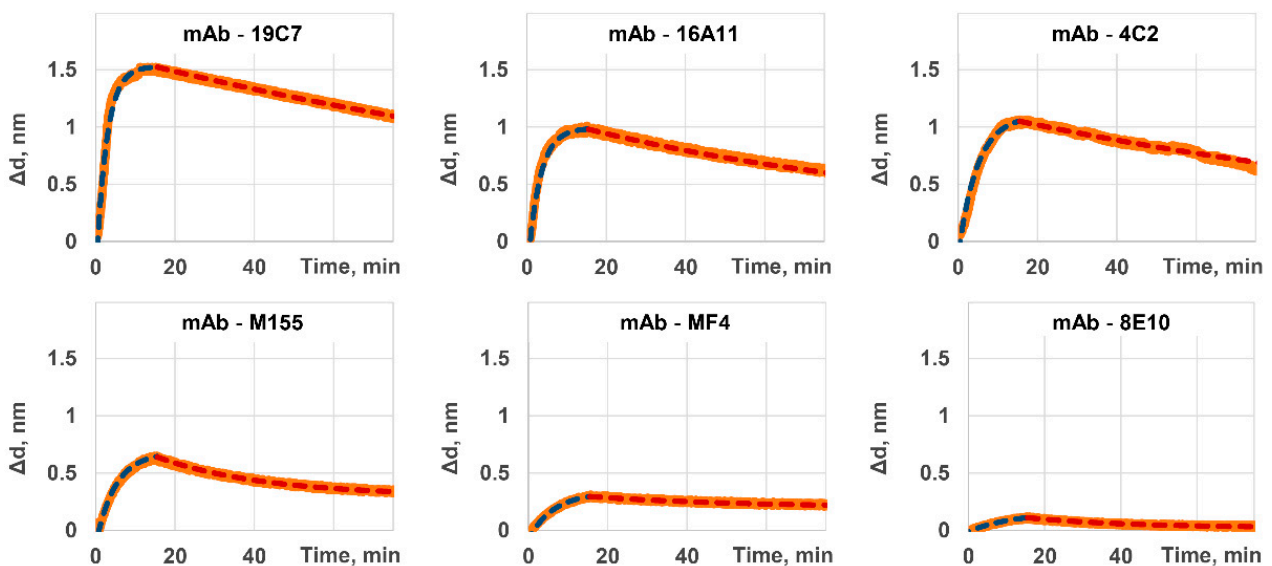 mAb - 19C7
1.5
1
0.5
0
Δd, nm
0 20 40 Time, min
mAb - 16A11
1.5
1
0.5
0
Δd, nm
0 20 40 Time, min
mAb - 4C2
1.5
1
0.5
0
Δd, nm
0 20 40 Time, min
mAb - M155
1.5
1
0.5
0
Δd, nm
0 20 40 Time, min
mAb - MF4
1.5
1
0.5
0
Δd, nm
0 20 40 Time, min
mAb - 8E10
1.5
1
0.5
0
Δd, nm
0 20 40 Time, min